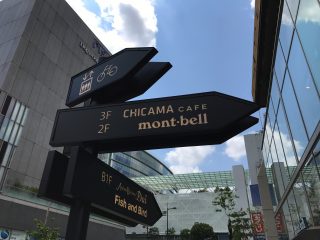 3F CHICAMA CAFE
2F mont-bell
B1F
Fish and Bird